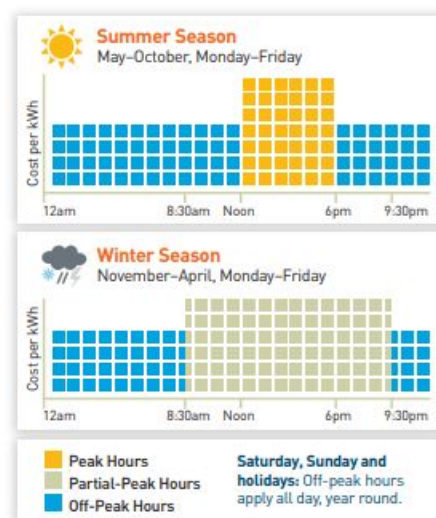 Summer Season
May–October, Monday–Friday
Cost per kWh
12am 8:30am Noon 6pm 9:30pm
Winter Season
November–April, Monday–Friday
Cost per kWh
12am 8:30am Noon 6pm 9:30pm
Peak Hours
Partial-Peak Hours
Off-Peak Hours
Saturday, Sunday and
holidays: Off-peak hours
apply all day, year round.